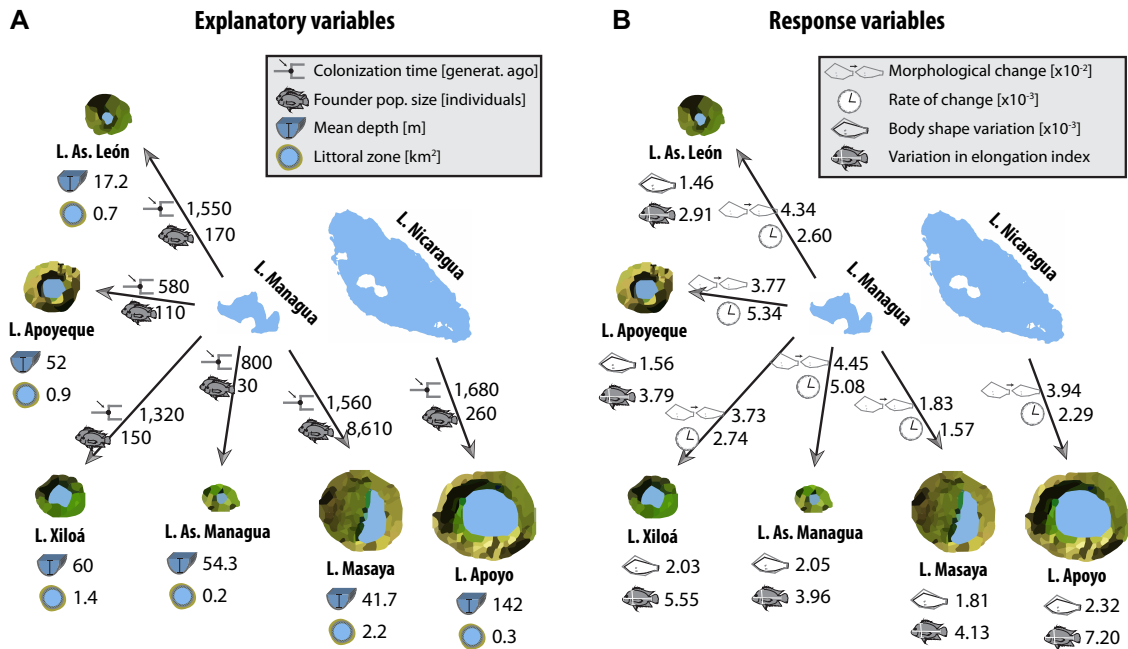 A
Explanatory variables
Colonization time [generat. ago]
Founder pop. size [individuals]
Mean depth [m]
Littoral zone [km²]
L. As. León
17.2
0.7
1,550
170
L. Nicaragua
L. Managua
580
110
L. Apoyeque
52
0.9
800
30
1,320
150
1,560
8,610
1,680
260
L. Xiloá
60
1.4
L. As. Managua
54.3
0.2
L. Masaya
41.7
2.2
L. Apoyo
142
0.3
B
Response variables
Morphological change [x10⁻²]
Rate of change [x10⁻³]
Body shape variation [x10⁻³]
Variation in elongation index
L. As. León
1.46
2.91
4.34
2.60
L. Nicaragua
L. Managua
3.77
5.34
L. Apoyeque
1.56
3.79
4.45
5.08
3.73
2.74
1.83
1.57
3.94
2.29
L. Xiloá
2.03
5.55
L. As. Managua
2.05
3.96
L. Masaya
1.81
4.13
L. Apoyo
2.32
7.20